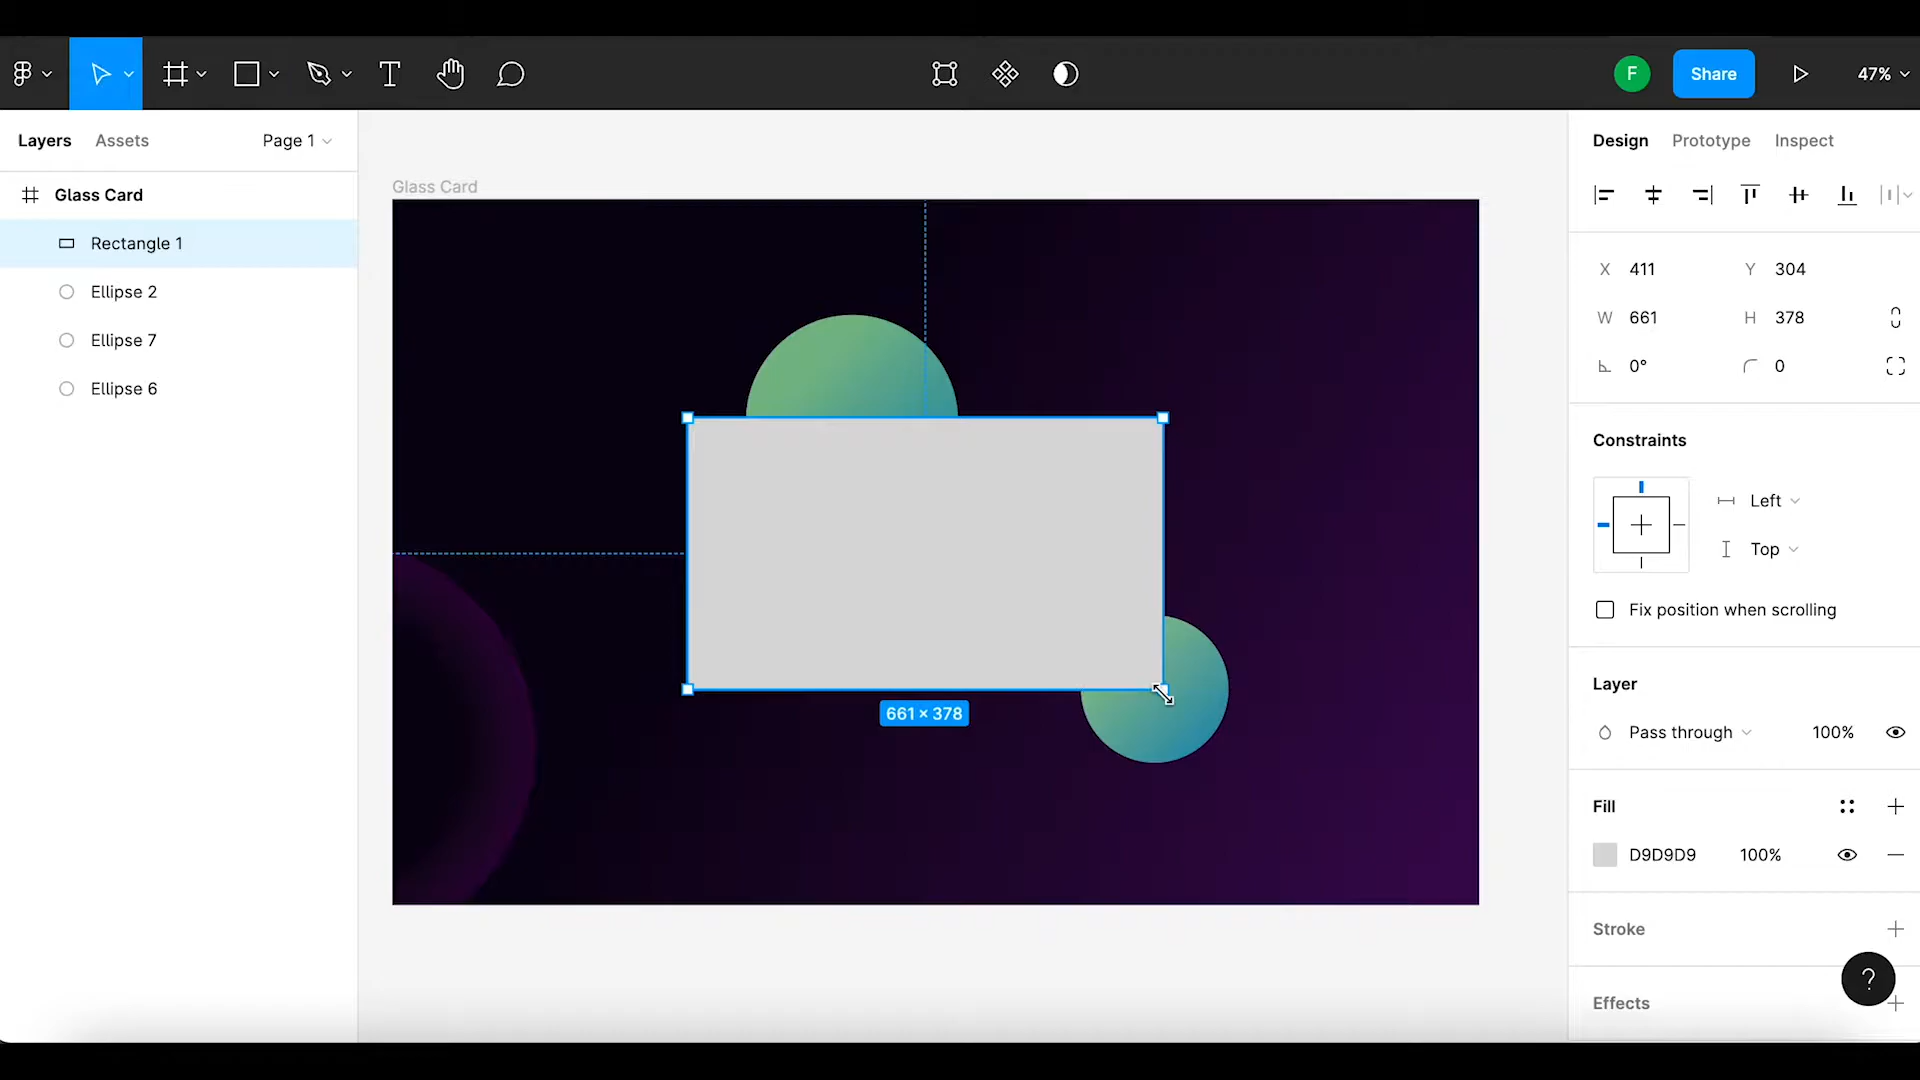 F
Share
47%
Layers
Assets
Page 1
Design
Prototype
Inspect
Glass Card
Glass Card
Rectangle 1
Ellipse 2
Ellipse 7
Ellipse 6
X 411
Y 304
W 661
H 378
0°
0
Constraints
Left
Top
Fix position when scrolling
Layer
Pass through
100%
661 × 378
Fill
D9D9D9
100%
Stroke
?
Effects